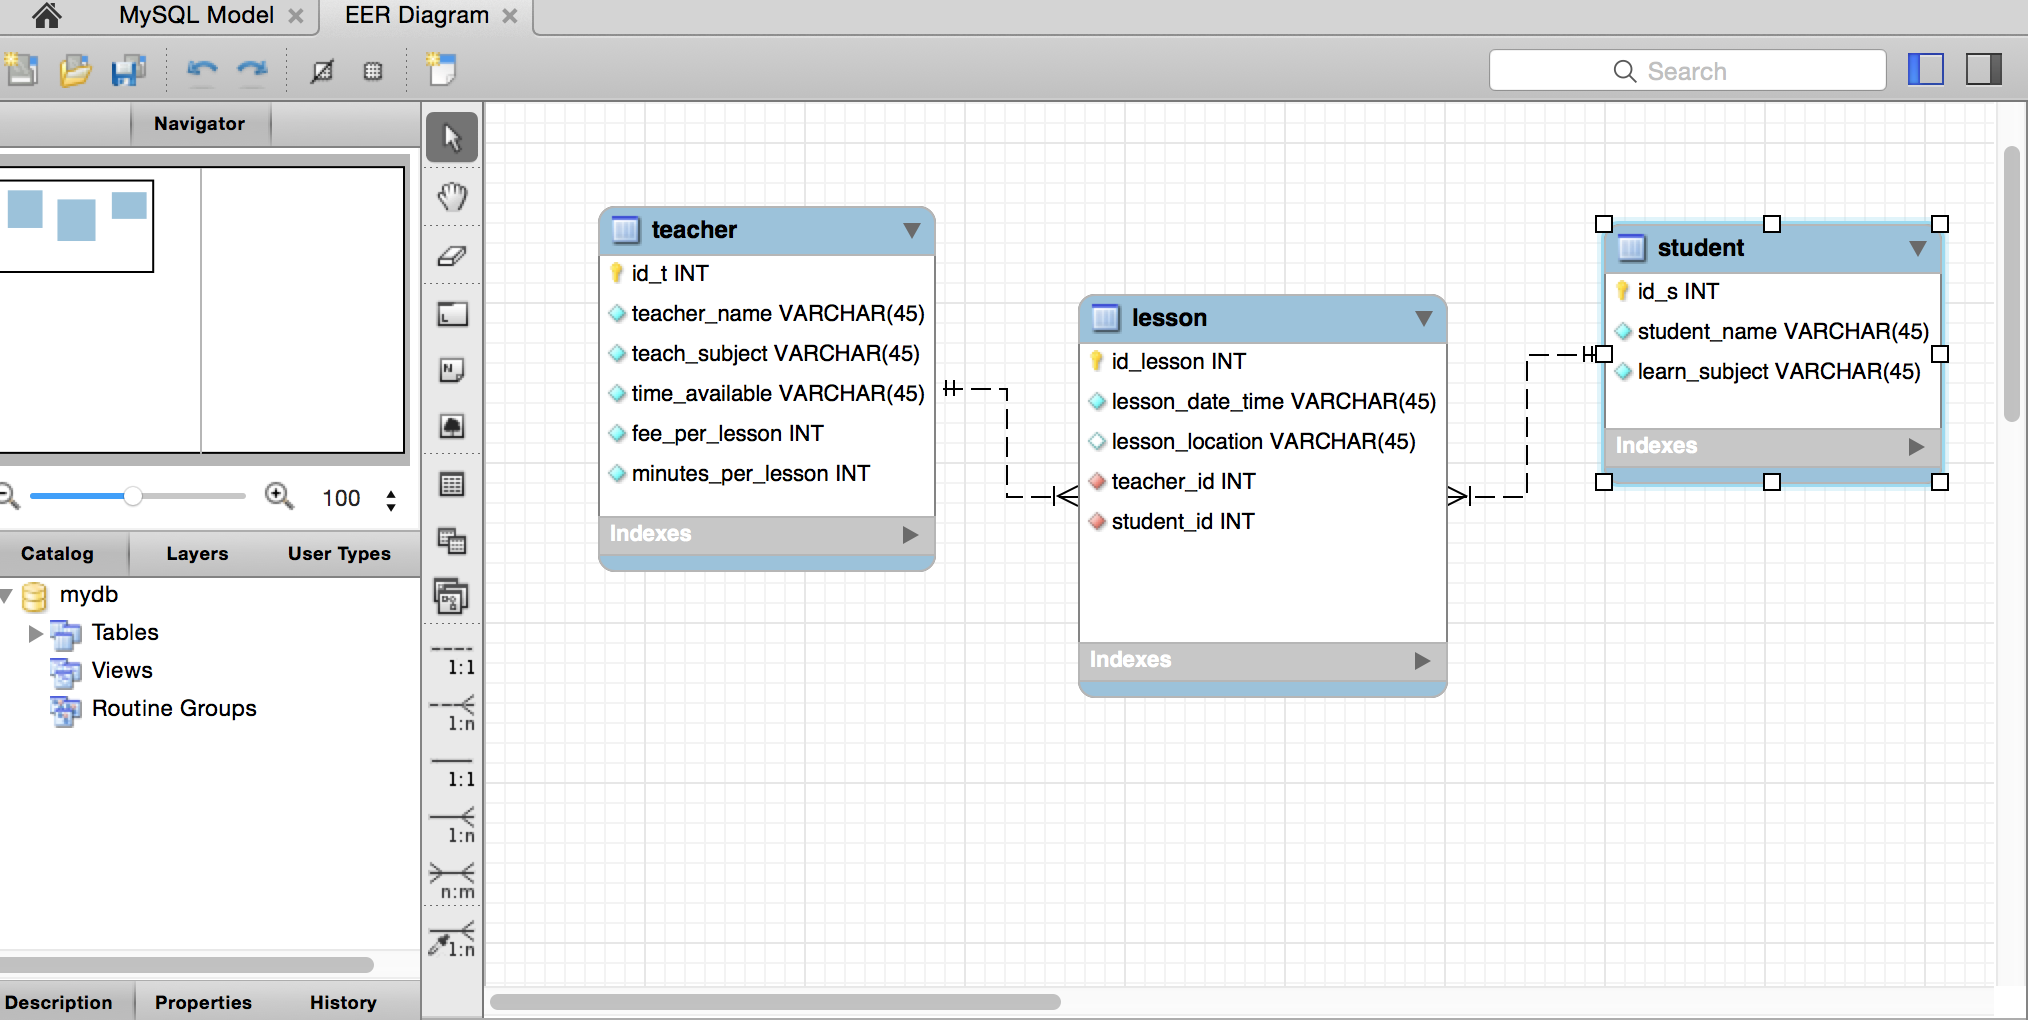 MySQL Model
EER Diagram
Search
Navigator
100
Catalog
Layers
User Types
mydb
Tables
Views
Routine Groups
Description
Properties
History
L
N
1:1
1:n
1:1
1:n
n:m
1:n
teacher
id_t INT
teacher_name VARCHAR(45)
teach_subject VARCHAR(45)
time_available VARCHAR(45)
fee_per_lesson INT
minutes_per_lesson INT
Indexes
lesson
id_lesson INT
lesson_date_time VARCHAR(45)
lesson_location VARCHAR(45)
teacher_id INT
student_id INT
Indexes
student
id_s INT
student_name VARCHAR(45)
learn_subject VARCHAR(45)
Indexes